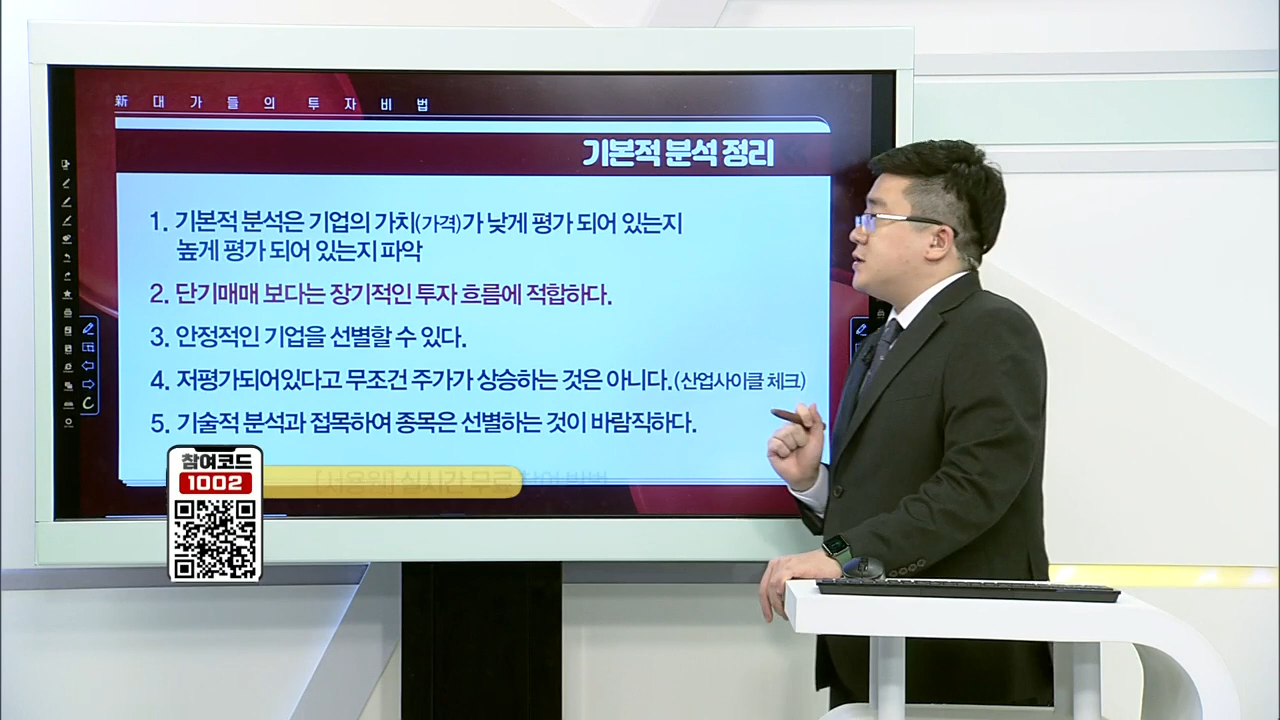 新 대 가 들 의 투 자 비 법
기본적 분석 정리
1. 기본적 분석은 기업의 가치(가격)가 낮게 평가 되어 있는지
높게 평가 되어 있는지 파악
2. 단기매매 보다는 장기적인 투자 흐름에 적합하다.
3. 안정적인 기업을 선별할 수 있다.
4. 저평가되어있다고 무조건 주가가 상승하는 것은 아니다.(산업사이클 체크)
5. 기술적 분석과 접목하여 종목은 선별하는 것이 바람직하다.
참여코드
1002
실시간 무료